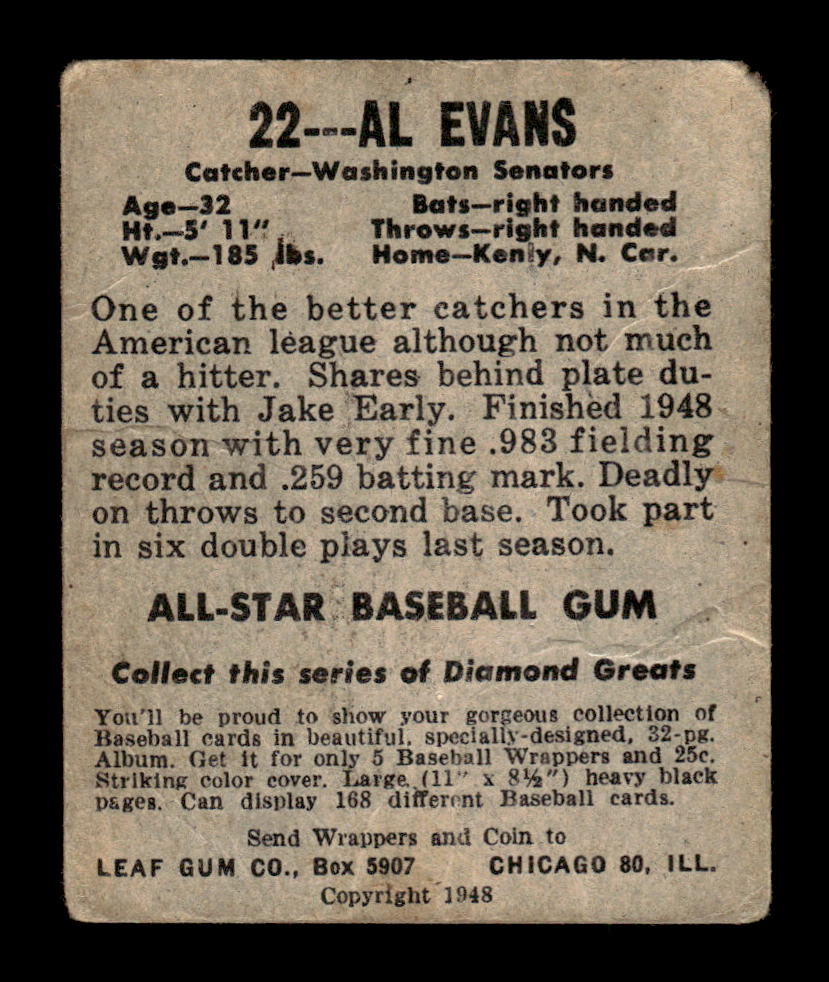 22---AL EVANS
Catcher—Washington Senators
Age—32 Bats—right handed
Ht.—5' 11" Throws—right handed
Wgt.—185 lbs. Home—Kenly, N. Car.
One of the better catchers in the
American league although not much
of a hitter. Shares behind plate du-
ties with Jake Early. Finished 1948
season with very fine .983 fielding
record and .259 batting mark. Deadly
on throws to second base. Took part
in six double plays last season.
ALL-STAR BASEBALL GUM
Collect this series of Diamond Greats
You'll be proud to show your gorgeous collection of
Baseball cards in beautiful, specially-designed, 32-pg.
Album. Get it for only 5 Baseball Wrappers and 25c.
Striking color cover. Large (11" x 8½") heavy black
pages. Can display 168 different Baseball cards.
Send Wrappers and Coin to
LEAF GUM CO., Box 5907 CHICAGO 80, ILL.
Copyright 1948